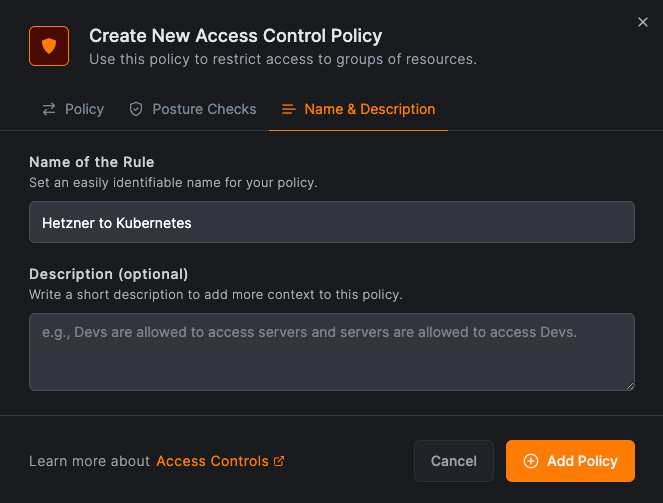 Create New Access Control Policy
Use this policy to restrict access to groups of resources.
Policy
Posture Checks
Name & Description
Name of the Rule
Set an easily identifiable name for your policy.
Hetzner to Kubernetes
Description (optional)
Write a short description to add more context to this policy.
e.g., Devs are allowed to access servers and servers are allowed to access Devs.
Learn more about Access Controls
Cancel
Add Policy